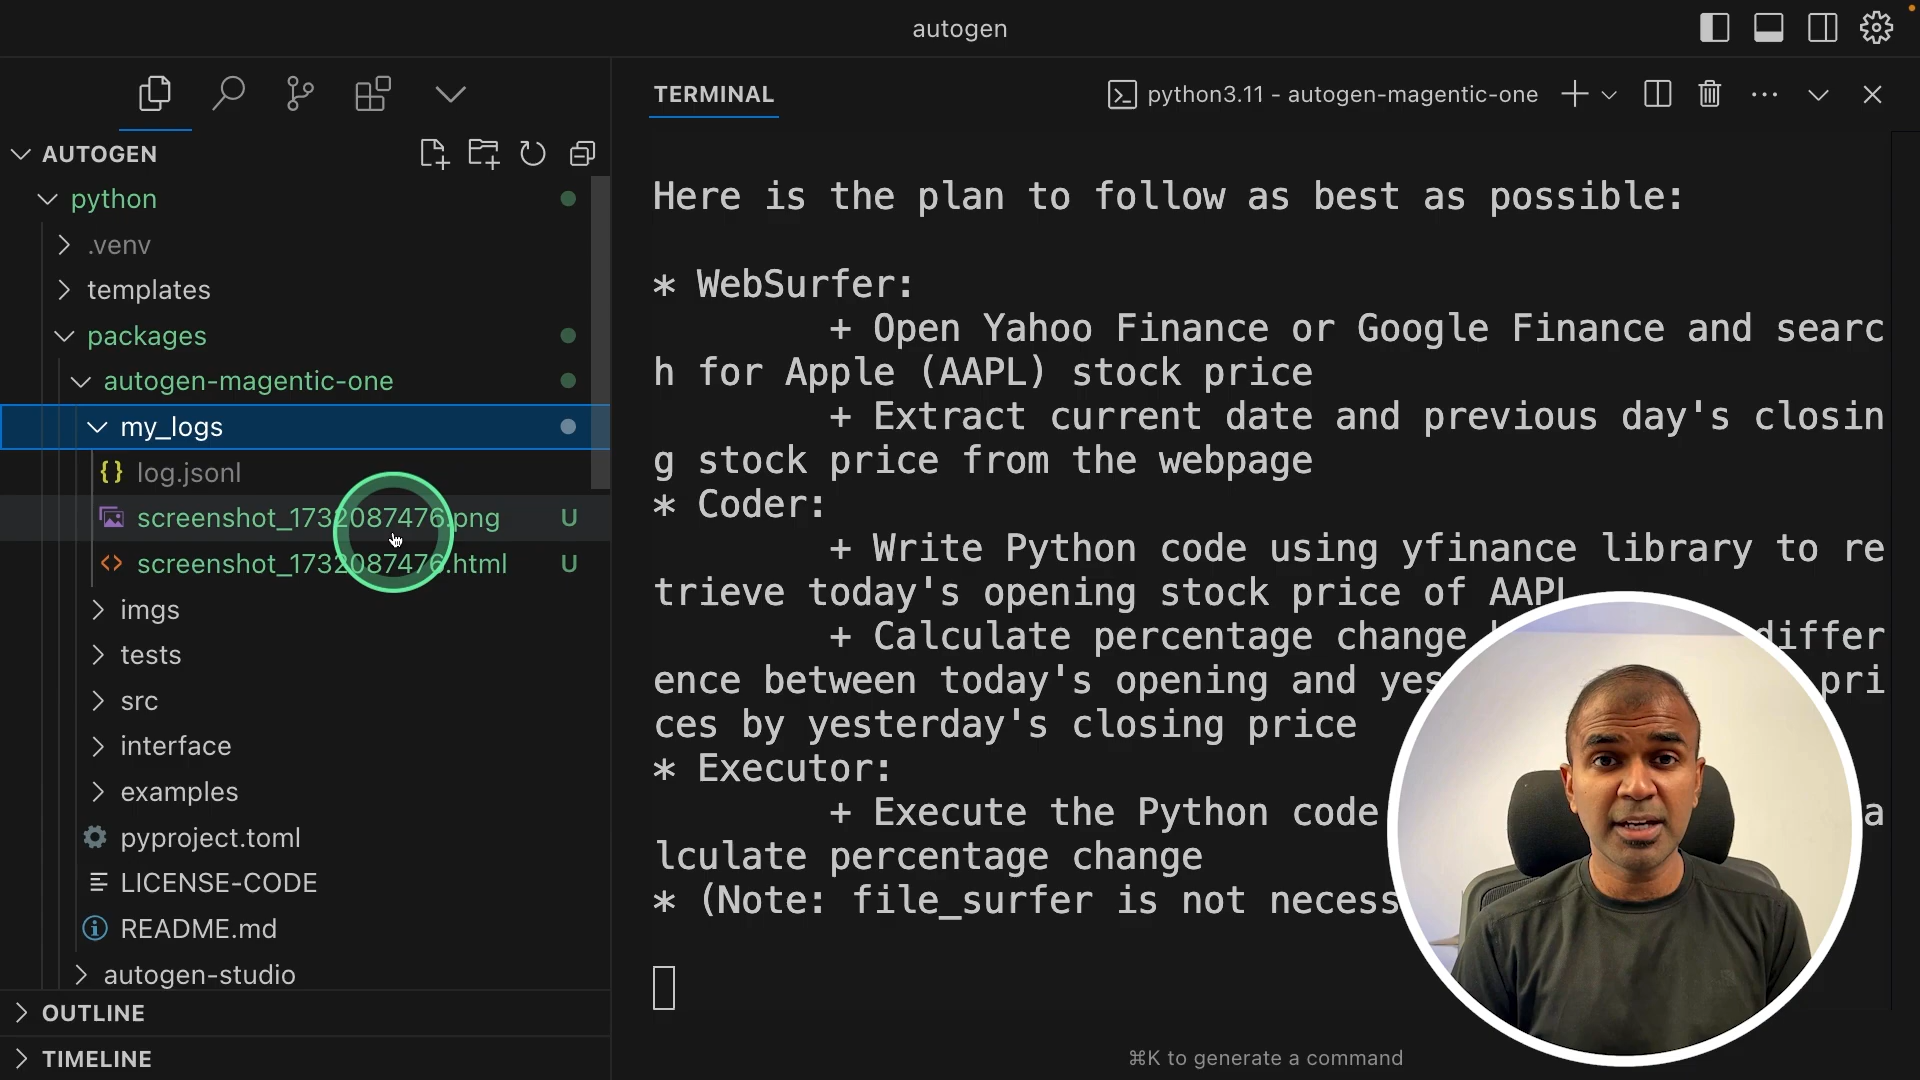 autogen
TERMINAL
python3.11 - autogen-magentic-one
AUTOGEN
python
.venv
templates
packages
autogen-magentic-one
my_logs
log.jsonl
screenshot_1732087476.png U
screenshot_1732087476.html U
imgs
tests
src
interface
examples
pyproject.toml
LICENSE-CODE
README.md
autogen-studio
OUTLINE
TIMELINE
Here is the plan to follow as best as possible:
* WebSurfer:
+ Open Yahoo Finance or Google Finance and searc
h for Apple (AAPL) stock price
+ Extract current date and previous day's closin
g stock price from the webpage
* Coder:
+ Write Python code using yfinance library to re
trieve today's opening stock price of AAPL
+ Calculate percentage change differ
ence between today's opening and yes pri
ces by yesterday's closing price
* Executor:
+ Execute the Python code a
lculate percentage change
* (Note: file_surfer is not necess
⌘K to generate a command